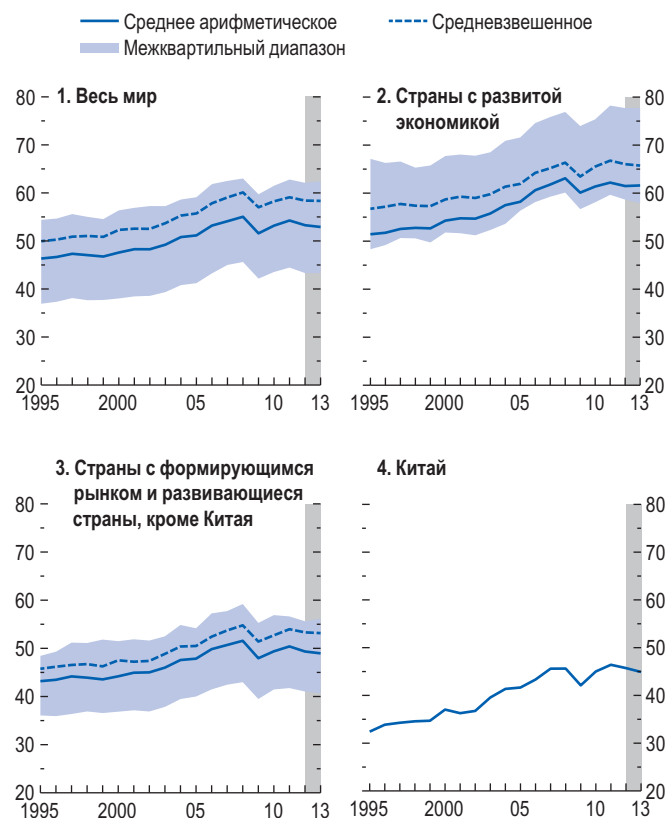 Среднее арифметическое
Средневзвешенное
Межквартильный диапазон
1. Весь мир
80
70
60
50
40
30
20
1995 2000 05 10 13
2. Страны с развитой
экономикой
80
70
60
50
40
30
20
1995 2000 05 10 13
3. Страны с формирующимся
рынком и развивающиеся
страны, кроме Китая
80
70
60
50
40
30
20
1995 2000 05 10 13
4. Китай
80
70
60
50
40
30
20
1995 2000 05 10 13